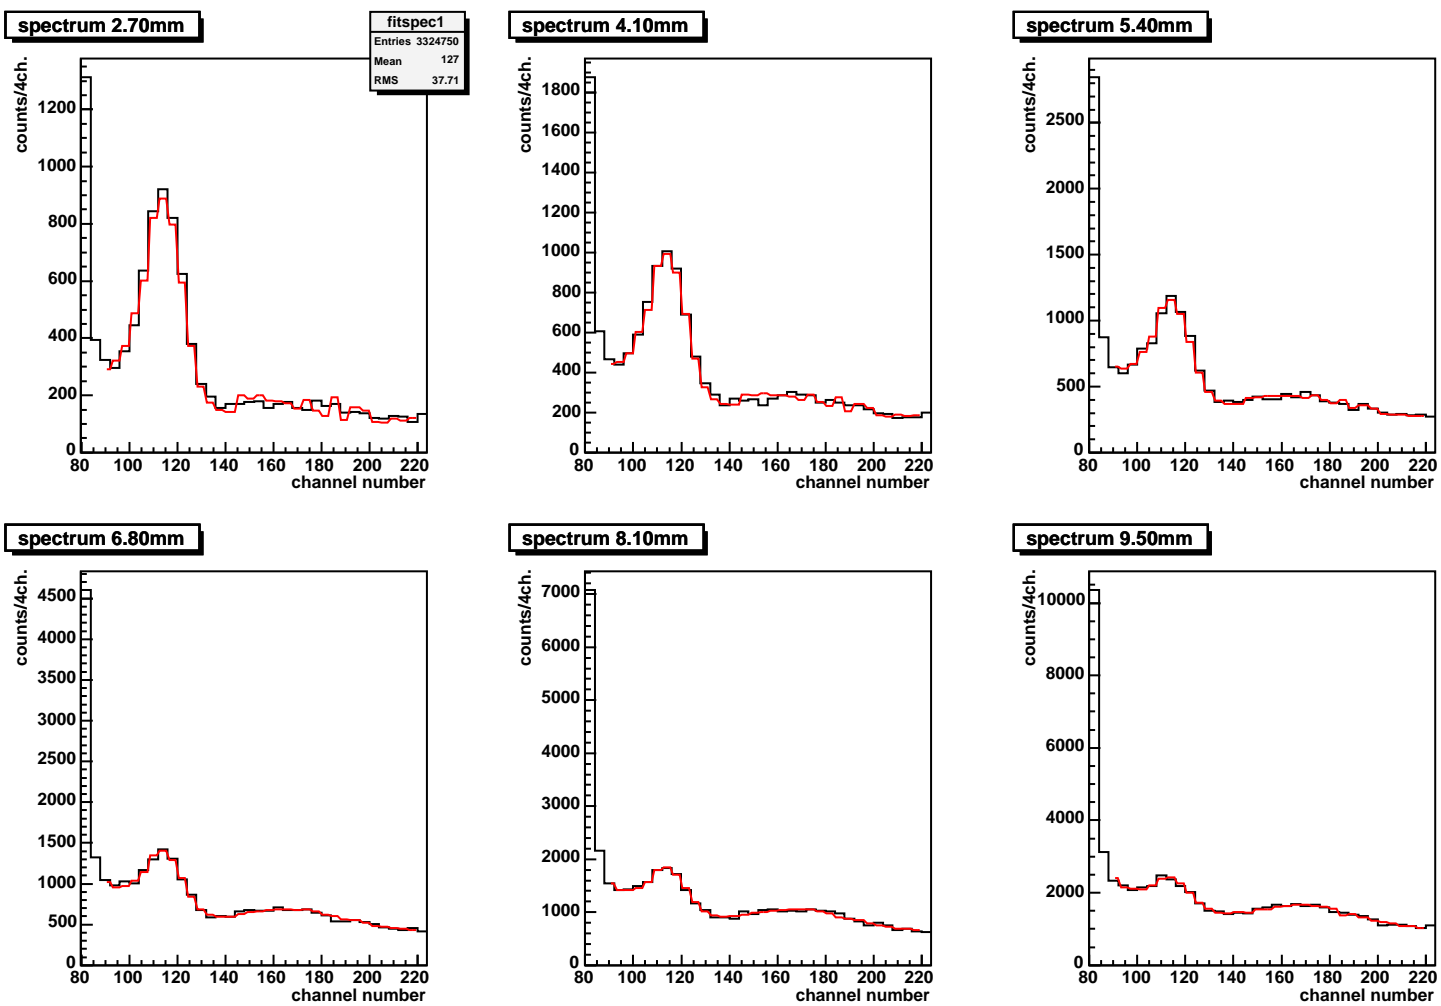 spectrum 2.70mm
fitspec1
Entries 3324750
Mean 127
RMS 37.71
counts/4ch.
1200
1000
800
600
400
200
0
80 100 120 140 160 180 200 220
channel number
spectrum 4.10mm
counts/4ch.
1800
1600
1400
1200
1000
800
600
400
200
0
80 100 120 140 160 180 200 220
channel number
spectrum 5.40mm
counts/4ch.
2500
2000
1500
1000
500
0
80 100 120 140 160 180 200 220
channel number
spectrum 6.80mm
counts/4ch.
4500
4000
3500
3000
2500
2000
1500
1000
500
0
80 100 120 140 160 180 200 220
channel number
spectrum 8.10mm
counts/4ch.
7000
6000
5000
4000
3000
2000
1000
0
80 100 120 140 160 180 200 220
channel number
spectrum 9.50mm
counts/4ch.
10000
8000
6000
4000
2000
0
80 100 120 140 160 180 200 220
channel number